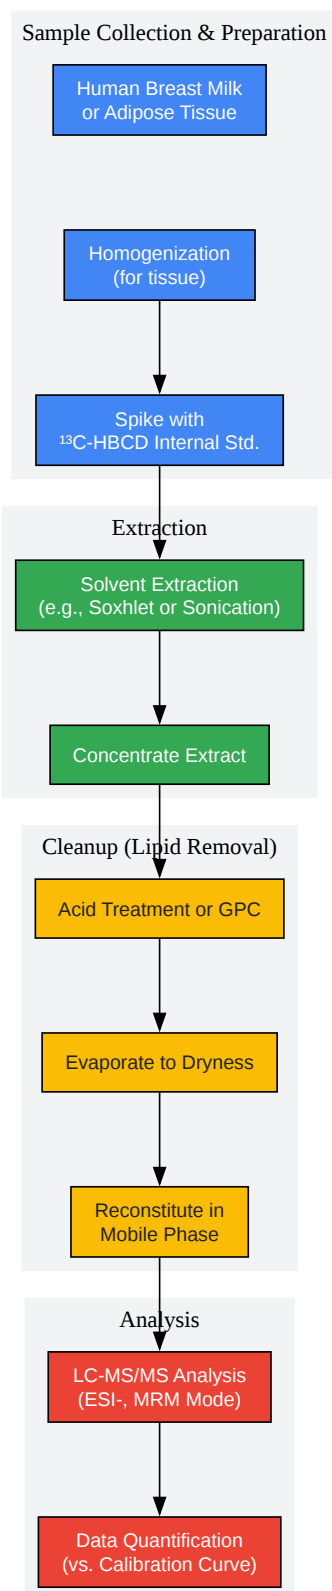 Sample Collection & Preparation
Human Breast Milk
or Adipose Tissue
Homogenization
(for tissue)
Spike with
¹³C-HBCD Internal Std.
Extraction
Solvent Extraction
(e.g., Soxhlet or Sonication)
Concentrate Extract
Cleanup (Lipid Removal)
Acid Treatment or GPC
Evaporate to Dryness
Reconstitute in
Mobile Phase
Analysis
LC-MS/MS Analysis
(ESI-, MRM Mode)
Data Quantification
(vs. Calibration Curve)